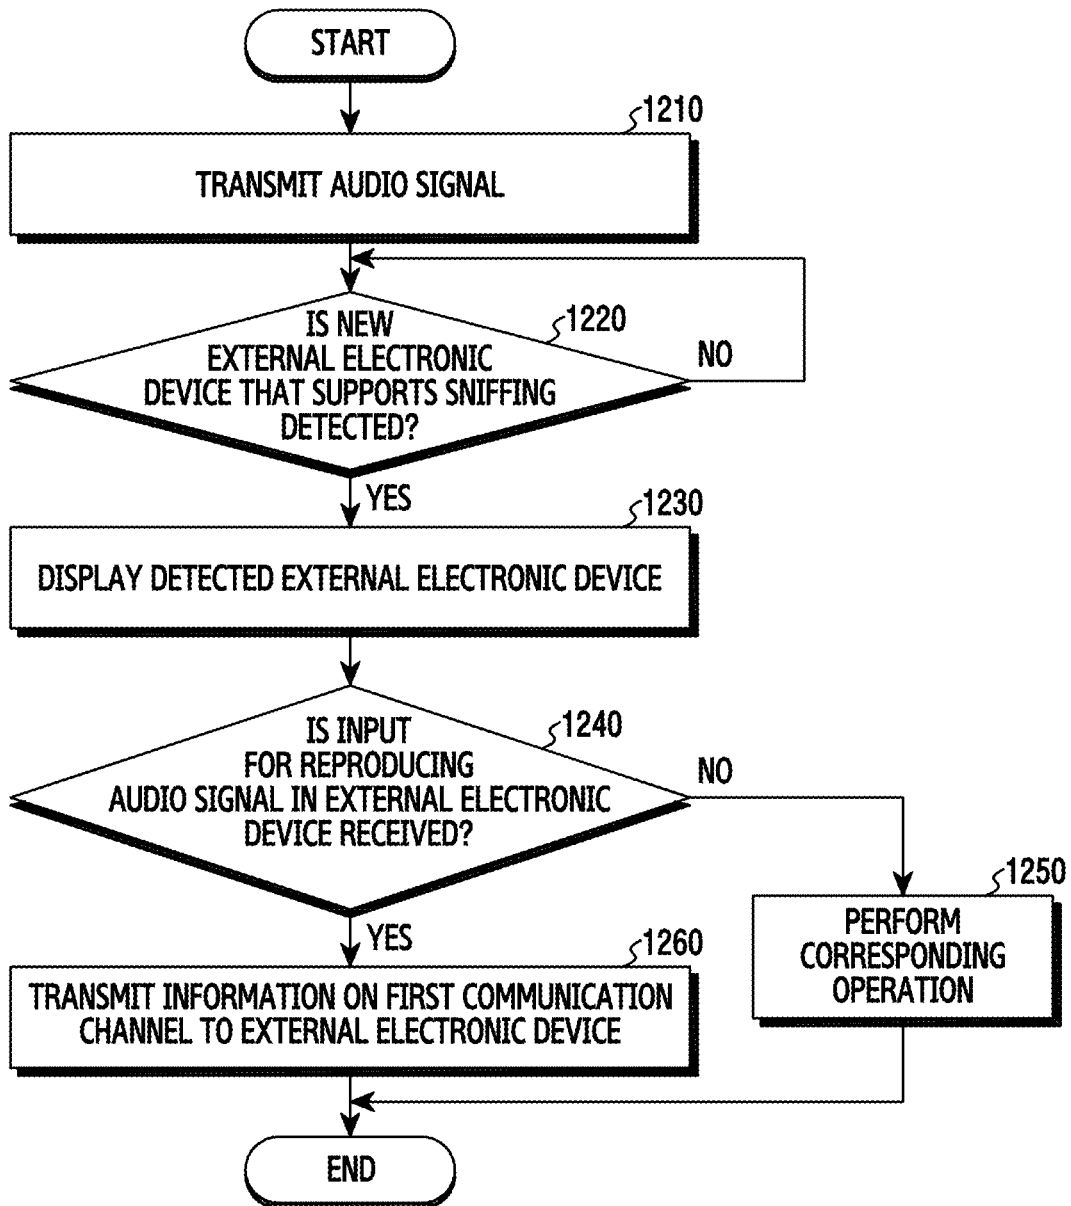 START
1210
TRANSMIT AUDIO SIGNAL
1220
IS NEW
EXTERNAL ELECTRONIC
DEVICE THAT SUPPORTS SNIFFING
DETECTED?
NO
YES
1230
DISPLAY DETECTED EXTERNAL ELECTRONIC DEVICE
1240
IS INPUT
FOR REPRODUCING
AUDIO SIGNAL IN EXTERNAL ELECTRONIC
DEVICE RECEIVED?
NO
1250
PERFORM
CORRESPONDING
OPERATION
YES
1260
TRANSMIT INFORMATION ON FIRST COMMUNICATION
CHANNEL TO EXTERNAL ELECTRONIC DEVICE
END